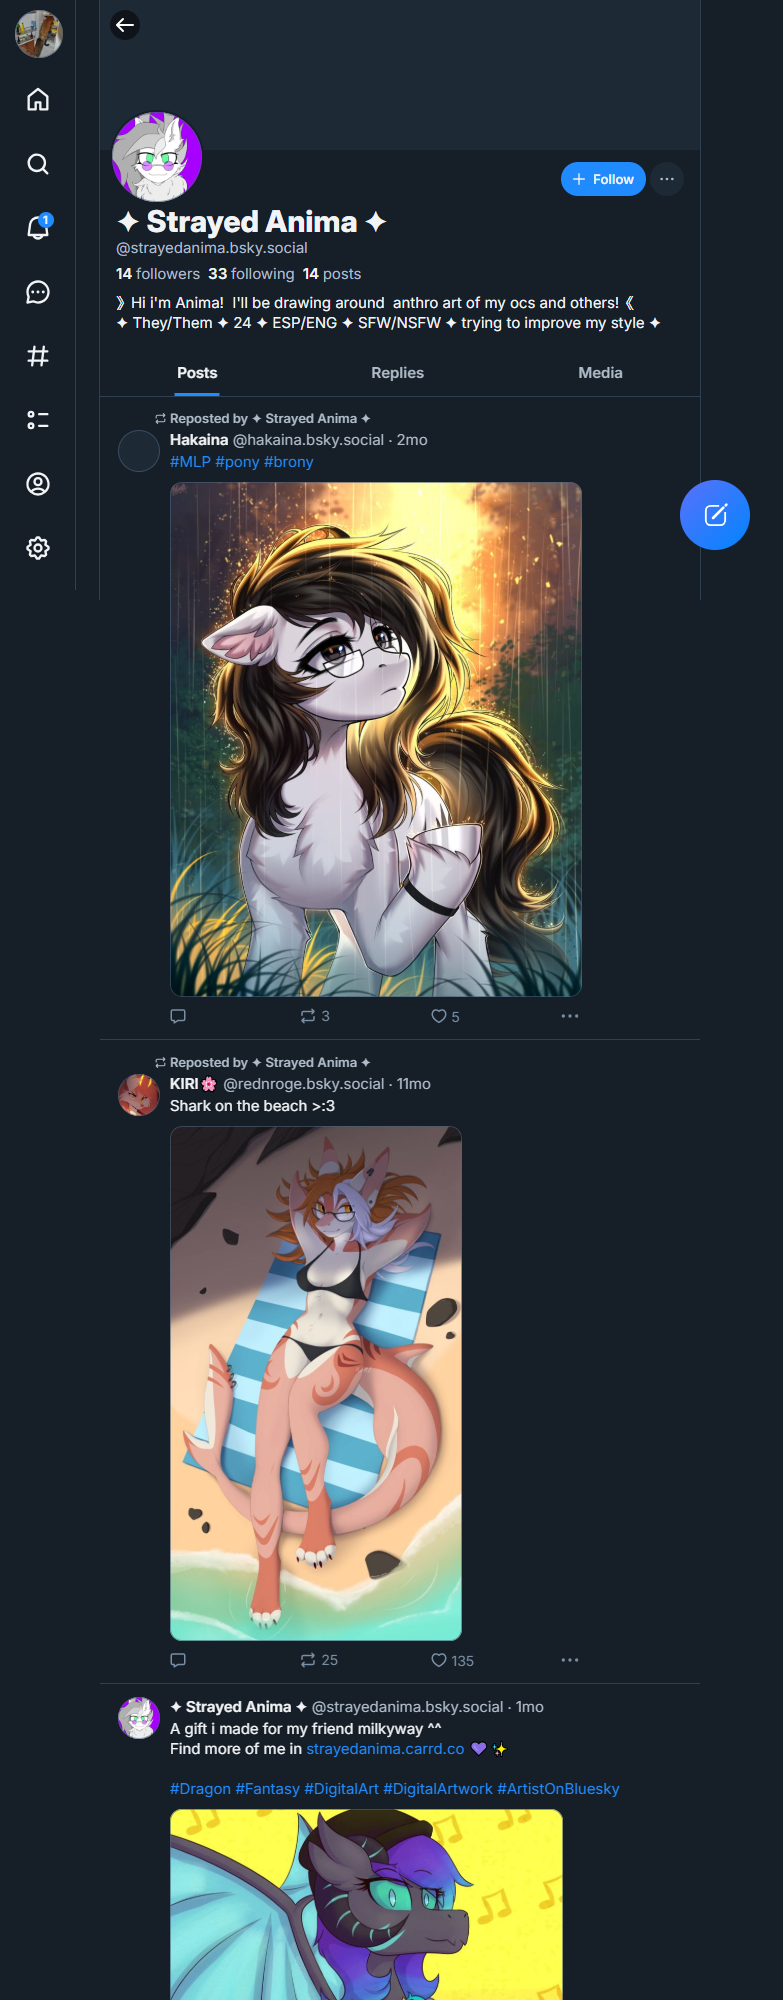 1
+ Follow
✦ Strayed Anima ✦
@strayedanima.bsky.social
14 followers 33 following 14 posts
》Hi i'm Anima! I'll be drawing around anthro art of my ocs and others!《
✦ They/Them ✦ 24 ✦ ESP/ENG ✦ SFW/NSFW ✦ trying to improve my style ✦
Posts Replies Media
Reposted by ✦ Strayed Anima ✦
Hakaina @hakaina.bsky.social · 2mo
#MLP #pony #brony
3 5
Reposted by ✦ Strayed Anima ✦
KIRI🌸 @rednroge.bsky.social · 11mo
Shark on the beach >:3
25 135
✦ Strayed Anima ✦ @strayedanima.bsky.social · 1mo
A gift i made for my friend milkyway ^^
Find more of me in strayedanima.carrd.co 💜 ✨
#Dragon #Fantasy #DigitalArt #DigitalArtwork #ArtistOnBluesky